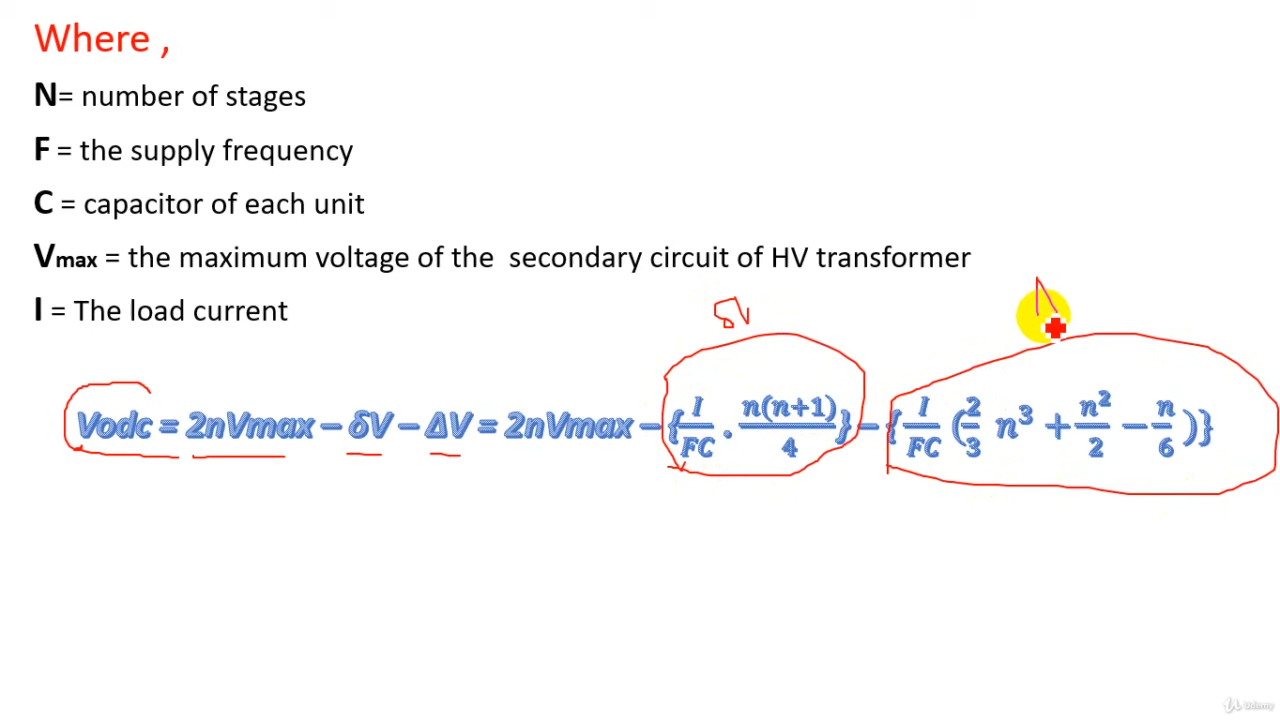 Where ,
N= number of stages
F = the supply frequency
C = capacitor of each unit
Vmax = the maximum voltage of the secondary circuit of HV transformer
I = The load current
δV
Vodc = 2nVmax − δV − ΔV = 2nVmax − {I/FC . n(n+1)/4} − {I/FC (2/3 n³ + n²/2 − n/6 )}
Udemy